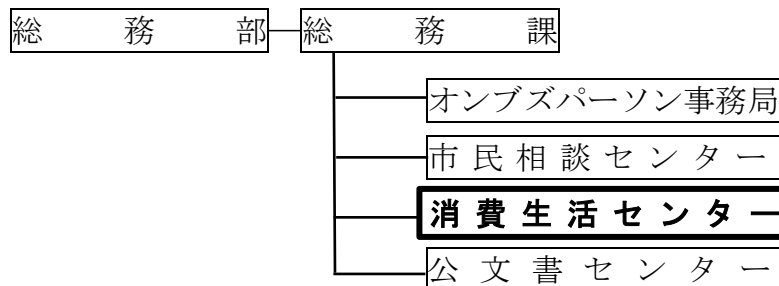 総務部 総務課
オンブズパーソン事務局
市民相談センター
消費生活センター
公文書センター